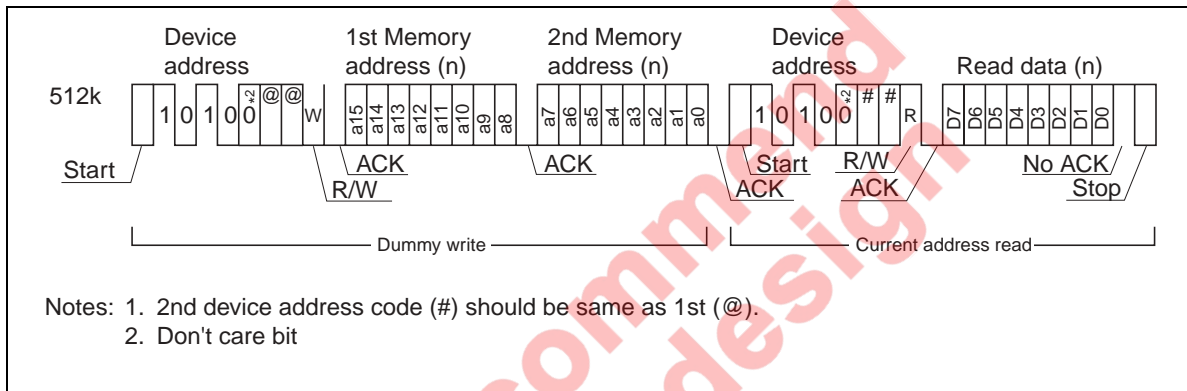 Device address
1st Memory address (n)
2nd Memory address (n)
Device address
Read data (n)
512k
1 0 1 0 0 *2 @ @ W
a15 a14 a13 a12 a11 a10 a9 a8
a7 a6 a5 a4 a3 a2 a1 a0
1 0 1 0 0 *2 # # R
D7 D6 D5 D4 D3 D2 D1 D0
Start
R/W
ACK
ACK
ACK
Start
R/W
ACK
No ACK
Stop
Dummy write
Current address read
Notes: 1. 2nd device address code (#) should be same as 1st (@).
2. Don't care bit
ommend
design